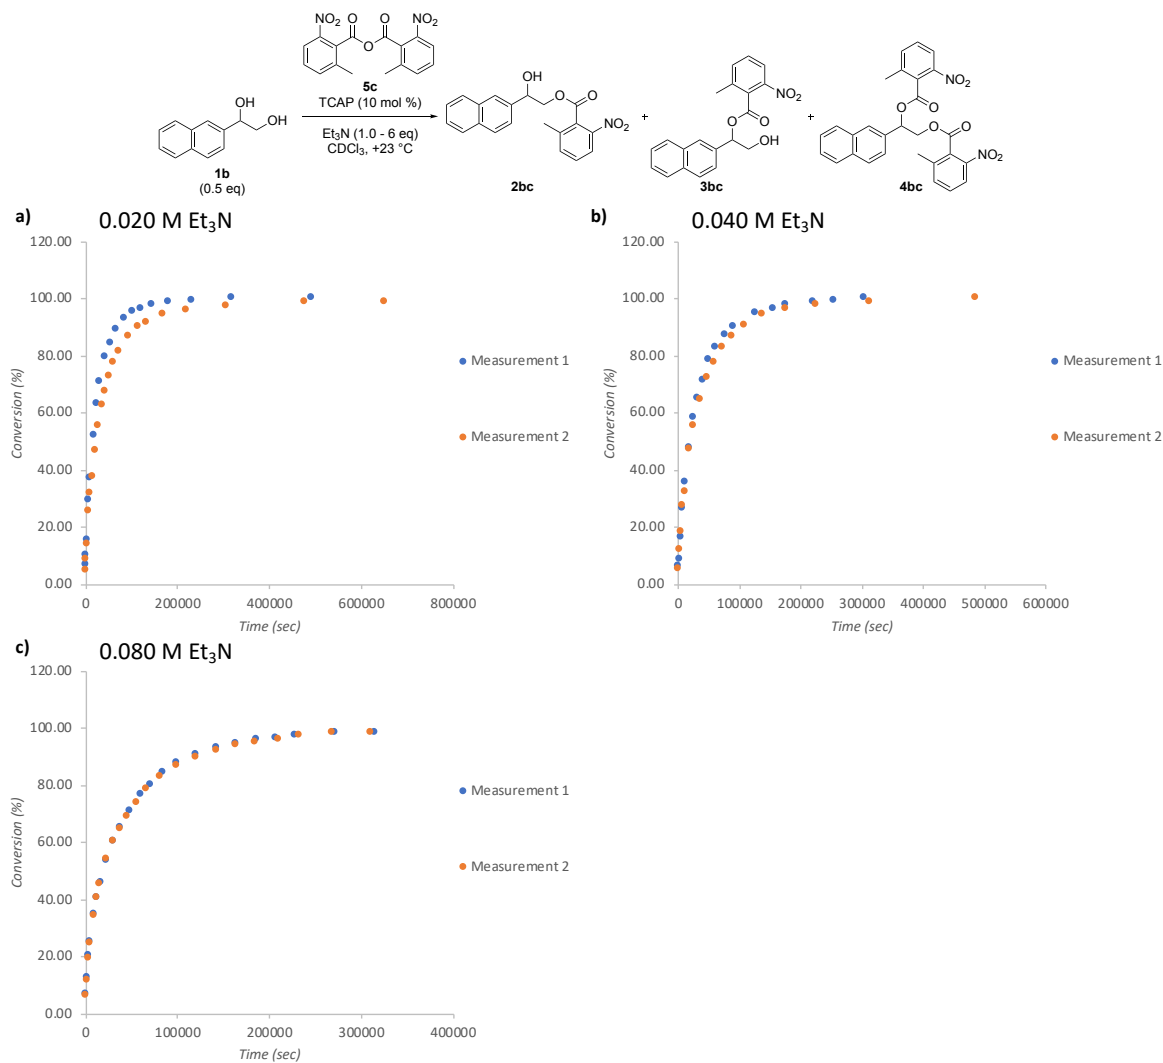 NO₂ O O NO₂
O
5c
TCAP (10 mol %)
Et₃N (1.0 - 6 eq)
CDCl₃, +23 °C
OH
OH
1b
(0.5 eq)
OH
O
O
NO₂
2bc
+
NO₂
O
O
OH
3bc
+
NO₂
O
O
O
O
NO₂
4bc
a) 0.020 M Et₃N
120.00
100.00
80.00
60.00
40.00
20.00
0.00
Conversion (%)
0 200000 400000 600000 800000
Time (sec)
Measurement 1
Measurement 2
b) 0.040 M Et₃N
120.00
100.00
80.00
60.00
40.00
20.00
0.00
Conversion (%)
0 100000 200000 300000 400000 500000 600000
Time (sec)
Measurement 1
Measurement 2
c) 0.080 M Et₃N
120.00
100.00
80.00
60.00
40.00
20.00
0.00
Conversion (%)
0 100000 200000 300000 400000
Time (sec)
Measurement 1
Measurement 2